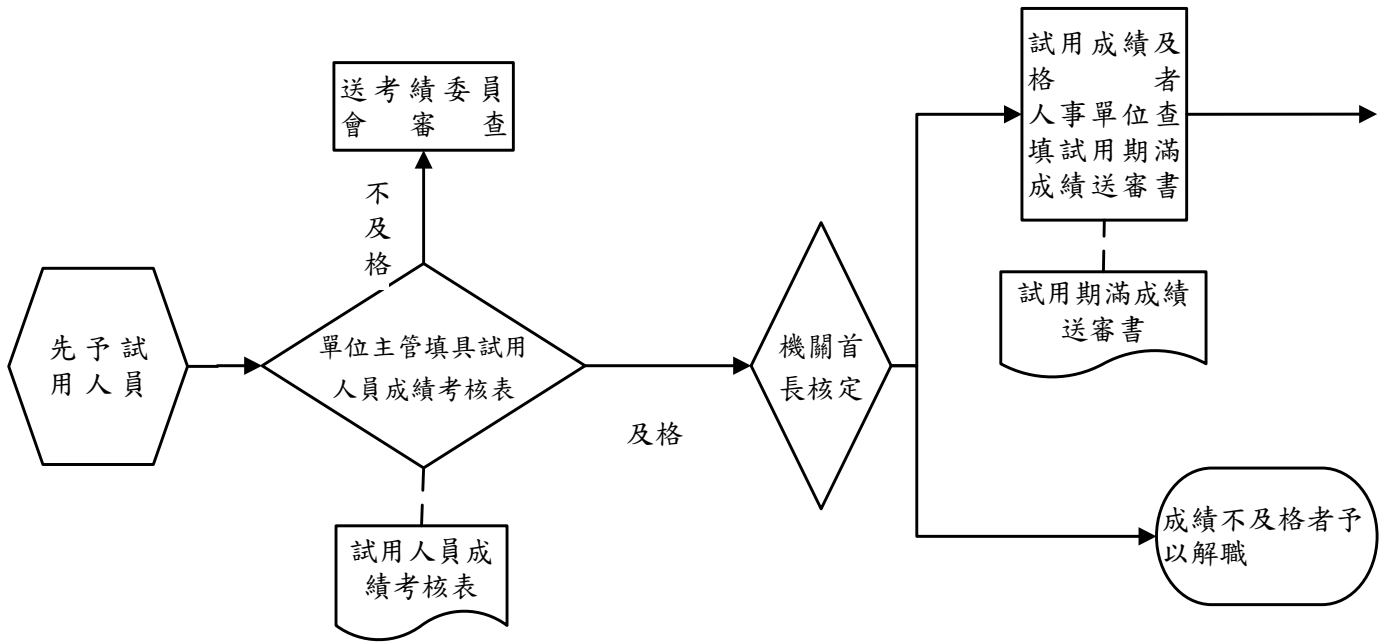 先予試
用人員
送考績委員
會審查
不
及
格
單位主管填具試用
人員成績考核表
試用人員成
績考核表
及格
機關首
長核定
試用成績及
格者
人事單位查
填試用期滿
成績送審書
試用期滿成績
送審書
成績不及格者予
以解職